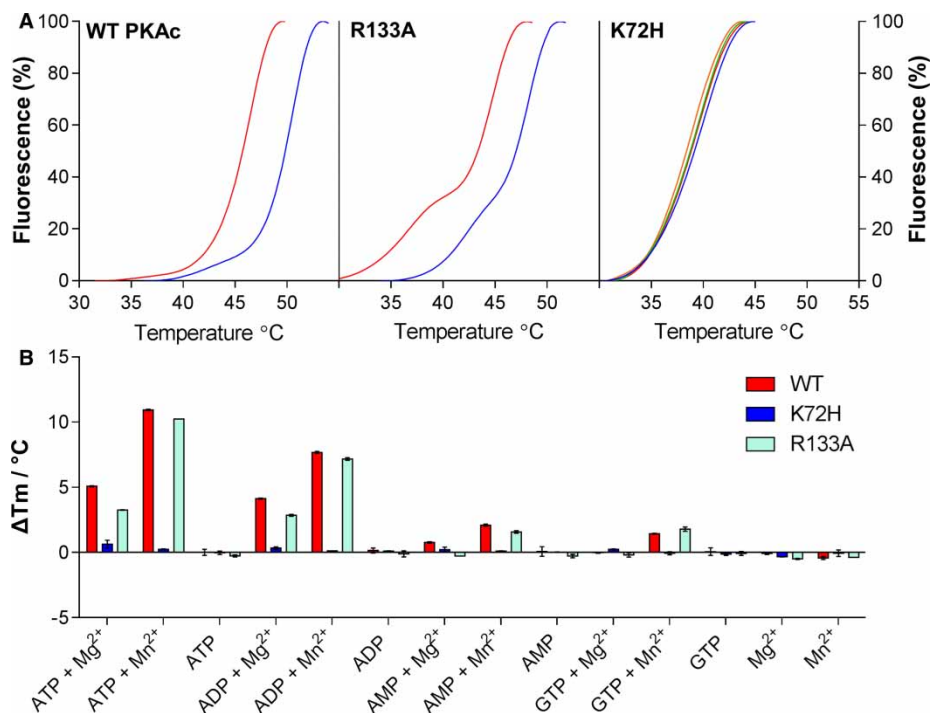 A
WT PKAc
R133A
K72H
Fluorescence (%)
100
80
60
40
20
0
100
80
60
40
20
0
Fluorescence (%)
30 35 40 45 50 35 40 45 50 35 40 45 50 55
Temperature °C
Temperature °C
Temperature °C
B
ΔTm / °C
15
10
5
0
-5
WT
K72H
R133A
ATP + Mg²⁺
ATP + Mn²⁺
ATP
ADP + Mg²⁺
ADP + Mn²⁺
ADP
AMP + Mg²⁺
AMP + Mn²⁺
AMP
GTP + Mg²⁺
GTP + Mn²⁺
GTP
Mg²⁺
Mn²⁺